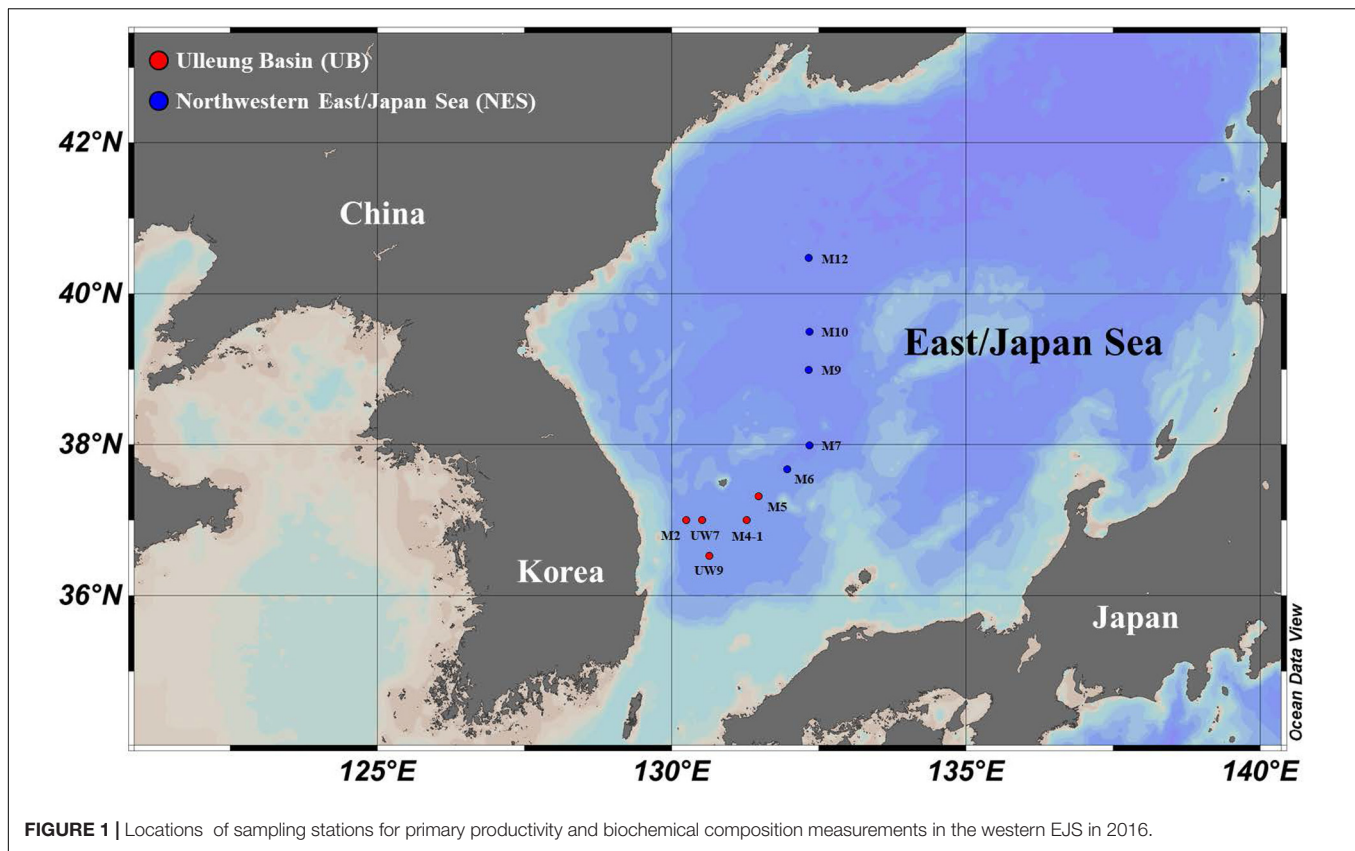 Ulleung Basin (UB)
Northwestern East/Japan Sea (NES)
42°N
40°N
38°N
36°N
China
Korea
Japan
East/Japan Sea
M12
M10
M9
M7
M6
M5
M2
UW7
M4-1
UW9
125°E
130°E
135°E
140°E
Ocean Data View
FIGURE 1 | Locations of sampling stations for primary productivity and biochemical composition measurements in the western EJS in 2016.